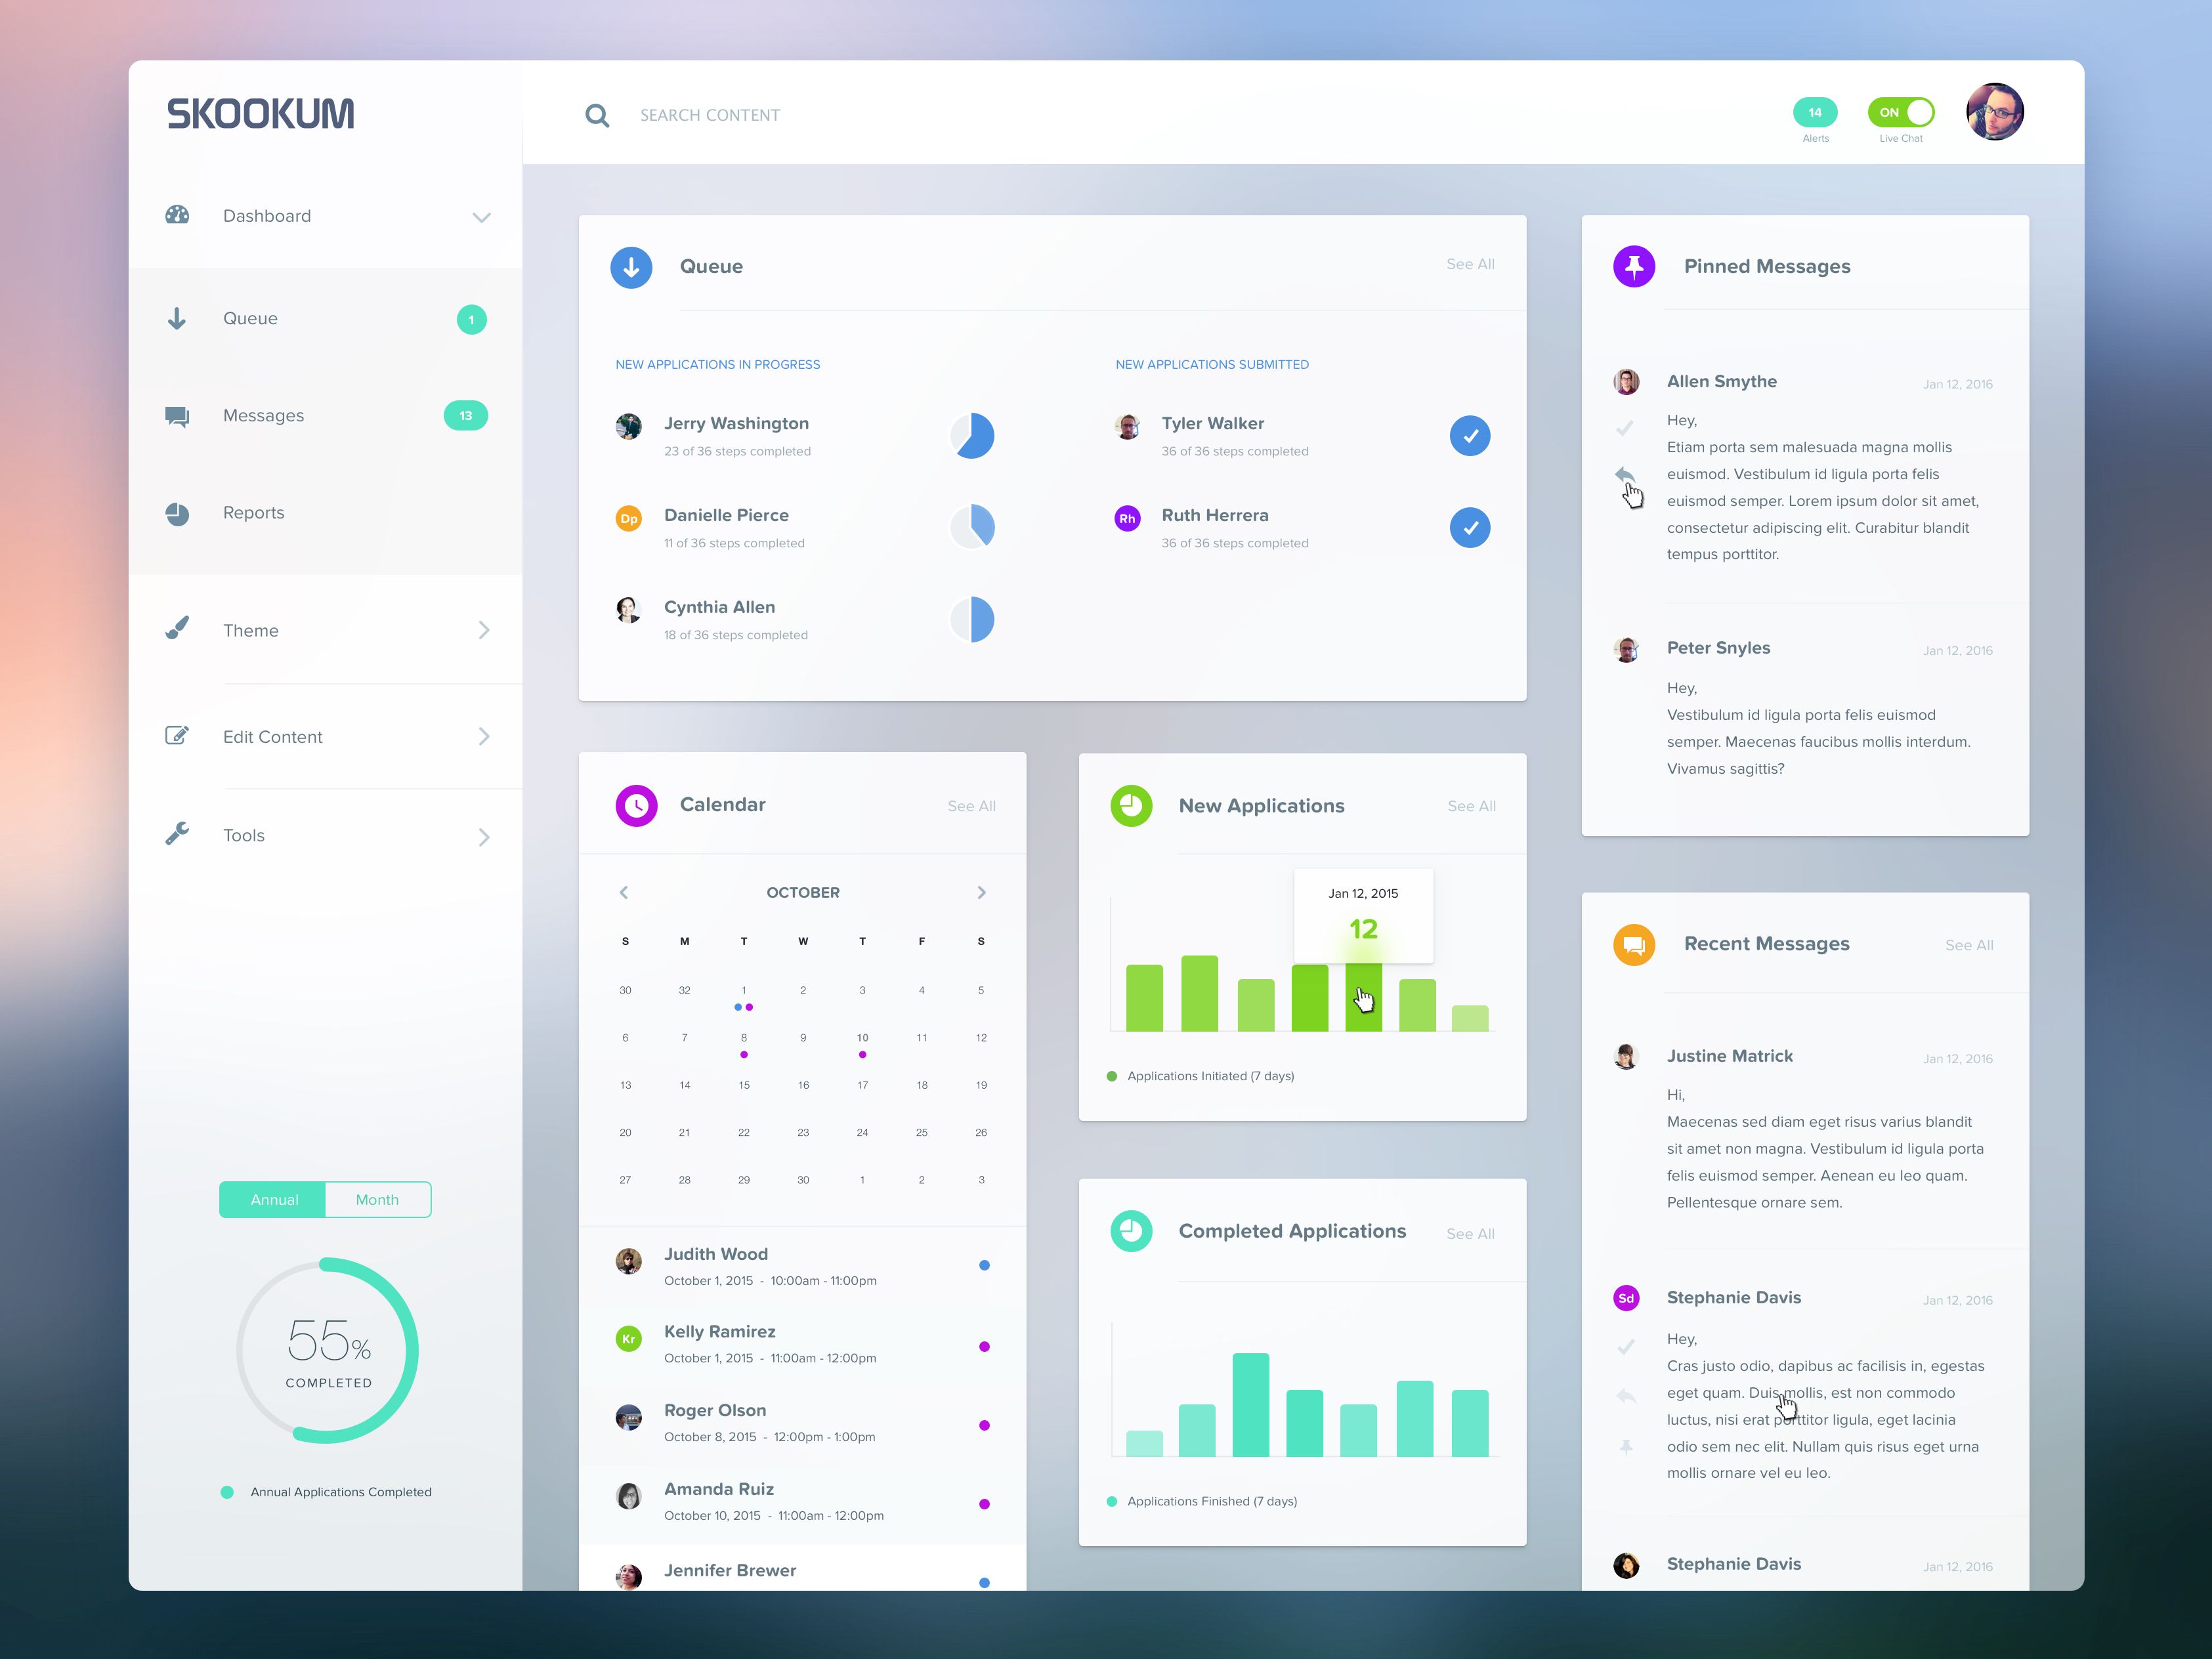 SKOOKUM
SEARCH CONTENT
14
Alerts
ON
Live Chat
Dashboard
Queue
1
Messages
13
Reports
Theme
Edit Content
Tools
Annual
Month
55%
COMPLETED
Annual Applications Completed
Queue
See All
NEW APPLICATIONS IN PROGRESS
Jerry Washington
23 of 36 steps completed
Dp
Danielle Pierce
11 of 36 steps completed
Cynthia Allen
18 of 36 steps completed
NEW APPLICATIONS SUBMITTED
Tyler Walker
36 of 36 steps completed
Rh
Ruth Herrera
36 of 36 steps completed
Calendar
See All
OCTOBER
S M T W T F S
30 32 1 2 3 4 5
6 7 8 9 10 11 12
13 14 15 16 17 18 19
20 21 22 23 24 25 26
27 28 29 30 1 2 3
Judith Wood
October 1, 2015 - 10:00am - 11:00pm
Kr
Kelly Ramirez
October 1, 2015 - 11:00am - 12:00pm
Roger Olson
October 8, 2015 - 12:00pm - 1:00pm
Amanda Ruiz
October 10, 2015 - 11:00am - 12:00pm
Jennifer Brewer
New Applications
See All
Jan 12, 2015
12
Applications Initiated (7 days)
Completed Applications
See All
Applications Finished (7 days)
Pinned Messages
Allen Smythe
Jan 12, 2016
Hey,
Etiam porta sem malesuada magna mollis
euismod. Vestibulum id ligula porta felis
euismod semper. Lorem ipsum dolor sit amet,
consectetur adipiscing elit. Curabitur blandit
tempus porttitor.
Peter Snyles
Jan 12, 2016
Hey,
Vestibulum id ligula porta felis euismod
semper. Maecenas faucibus mollis interdum.
Vivamus sagittis?
Recent Messages
See All
Justine Matrick
Jan 12, 2016
Hi,
Maecenas sed diam eget risus varius blandit
sit amet non magna. Vestibulum id ligula porta
felis euismod semper. Aenean eu leo quam.
Pellentesque ornare sem.
Sd
Stephanie Davis
Jan 12, 2016
Hey,
Cras justo odio, dapibus ac facilisis in, egestas
eget quam. Duis mollis, est non commodo
luctus, nisi erat porttitor ligula, eget lacinia
odio sem nec elit. Nullam quis risus eget urna
mollis ornare vel eu leo.
Stephanie Davis
Jan 12, 2016